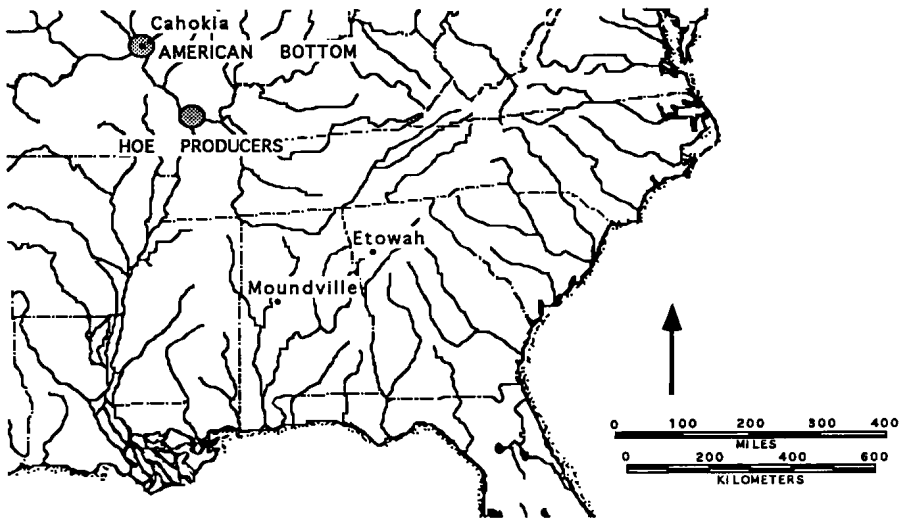 Cahokia
AMERICAN BOTTOM
HOE PRODUCERS
Etowah
Moundville
0 100 200 300 400
MILES
0 200 400 600
KILOMETERS